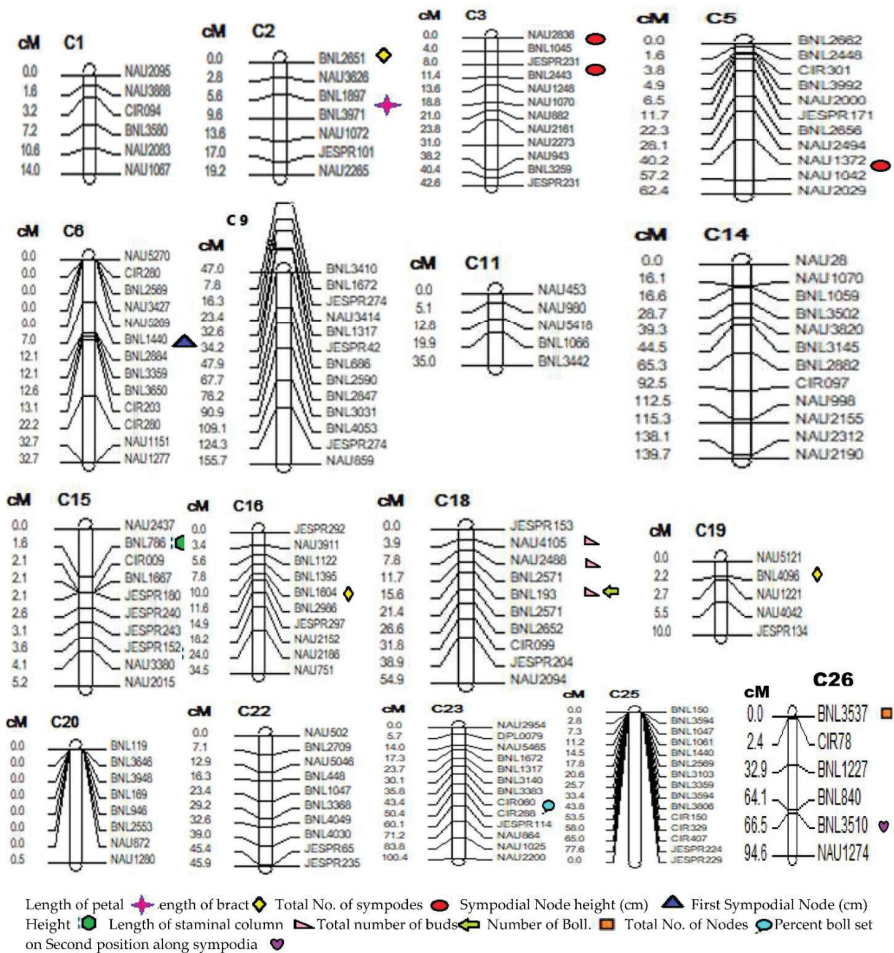 cM C1
0.0 NAU2095
1.6 NAU3888
3.2 CIR094
7.2 BNL3580
10.6 NAU2083
14.0 NAU1067
cM C2
0.0 BNL2651
2.8 NAU3626
5.6 BNL1897
9.6 BNL3971
13.6 NAU1072
17.0 JESPR101
19.2 NAU2265
cM C3
0.0 NAU2836
4.0 BNL1045
8.0 JESPR231
11.4 BNL2443
13.6 NAU1248
18.8 NAU1070
21.0 NAU882
23.8 NAU2161
31.0 NAU2273
38.2 NAU943
40.4 BNL3259
42.6 JESPR231
cM C5
0.0 BNL2662
1.6 BNL2448
3.8 CIR301
4.9 BNL3992
6.5 NAU2000
11.7 JESPR171
22.3 BNL2656
28.1 NAU2494
40.2 NAU1372
57.2 NAU1042
62.4 NAU2029
cM C6
0.0 NAU5270
0.0 CIR280
0.0 BNL2569
0.0 NAU3427
0.0 NAU5269
7.0 BNL1440
12.1 BNL2884
12.1 BNL3359
12.6 BNL3650
13.1 CIR203
22.2 CIR280
32.7 NAU1151
32.7 NAU1277
cM C 9
47.0 BNL3410
7.8 BNL1672
16.3 JESPR274
23.4 NAU3414
32.6 BNL1317
34.2 JESPR42
47.9 BNL686
67.7 BNL2590
76.2 BNL2847
90.9 BNL3031
109.1 BNL4053
124.3 JESPR274
155.7 NAU859
cM C11
0.0 NAU453
5.1 NAU980
12.8 NAU5418
19.9 BNL1066
35.0 BNL3442
cM C14
0.0 NAU28
16.1 NAU1070
16.6 BNL1059
28.7 BNL3502
39.3 NAU3820
44.5 BNL3145
65.3 BNL2882
92.5 CIR097
112.5 NAU998
115.3 NAU2155
138.1 NAU2312
139.7 NAU2190
cM C15
0.0 NAU2437
1.6 BNL786
2.1 CIR009
2.1 BNL1667
2.1 JESPR180
2.6 JESPR240
3.1 JESPR243
3.6 JESPR152
4.1 NAU3380
5.2 NAU2015
cM C16
0.0 JESPR292
3.4 NAU3911
5.6 BNL1122
7.8 BNL1395
10.0 BNL1604
11.6 BNL2986
14.9 JESPR297
18.2 NAU2152
24.0 NAU2186
34.5 NAU751
cM C18
0.0 JESPR153
3.9 NAU4105
7.8 NAU2488
11.7 BNL2571
15.6 BNL193
21.4 BNL2571
26.6 BNL2652
31.8 CIR099
38.9 JESPR204
54.9 NAU2094
cM C19
0.0 NAU5121
2.2 BNL4096
2.7 NAU1221
5.5 NAU4042
10.0 JESPR134
cM C20
0.0 BNL119
0.0 BNL3646
0.0 BNL3948
0.0 BNL169
0.0 BNL946
0.0 BNL2553
0.0 NAU872
0.5 NAU1280
cM C22
0.0 NAU502
7.1 BNL2709
12.9 NAU5046
16.3 BNL448
23.4 BNL1047
29.2 BNL3368
32.6 BNL4049
39.0 BNL4030
45.4 JESPR65
45.9 JESPR235
cM C23
0.0 NAU2954
5.7 DPL0079
14.0 NAU5465
17.3 BNL1672
23.7 BNL1317
30.1 BNL3140
35.8 BNL3383
43.4 CIR060
50.4 CIR288
60.1 JESPR114
71.2 NAU864
83.8 NAU1025
100.4 NAU2200
cM C25
0.0 BNL150
2.8 BNL3594
7.3 BNL1047
11.2 BNL1061
14.5 BNL1440
17.8 BNL2569
20.6 BNL3103
25.7 BNL3359
33.4 BNL3594
43.8 BNL3806
53.5 CIR150
58.0 CIR329
65.0 CIR407
77.6 JESPR224
0.0 JESPR229
cM C26
0.0 BNL3537
2.4 CIR78
32.9 BNL1227
64.1 BNL840
66.5 BNL3510
94.6 NAU1274
Length of petal ength of bract Total No. of sympodes Sympodial Node height (cm) First Sympodial Node (cm)
Height Length of staminal column Total number of buds Number of Boll. Total No. of Nodes Percent boll set
on Second position along sympodia